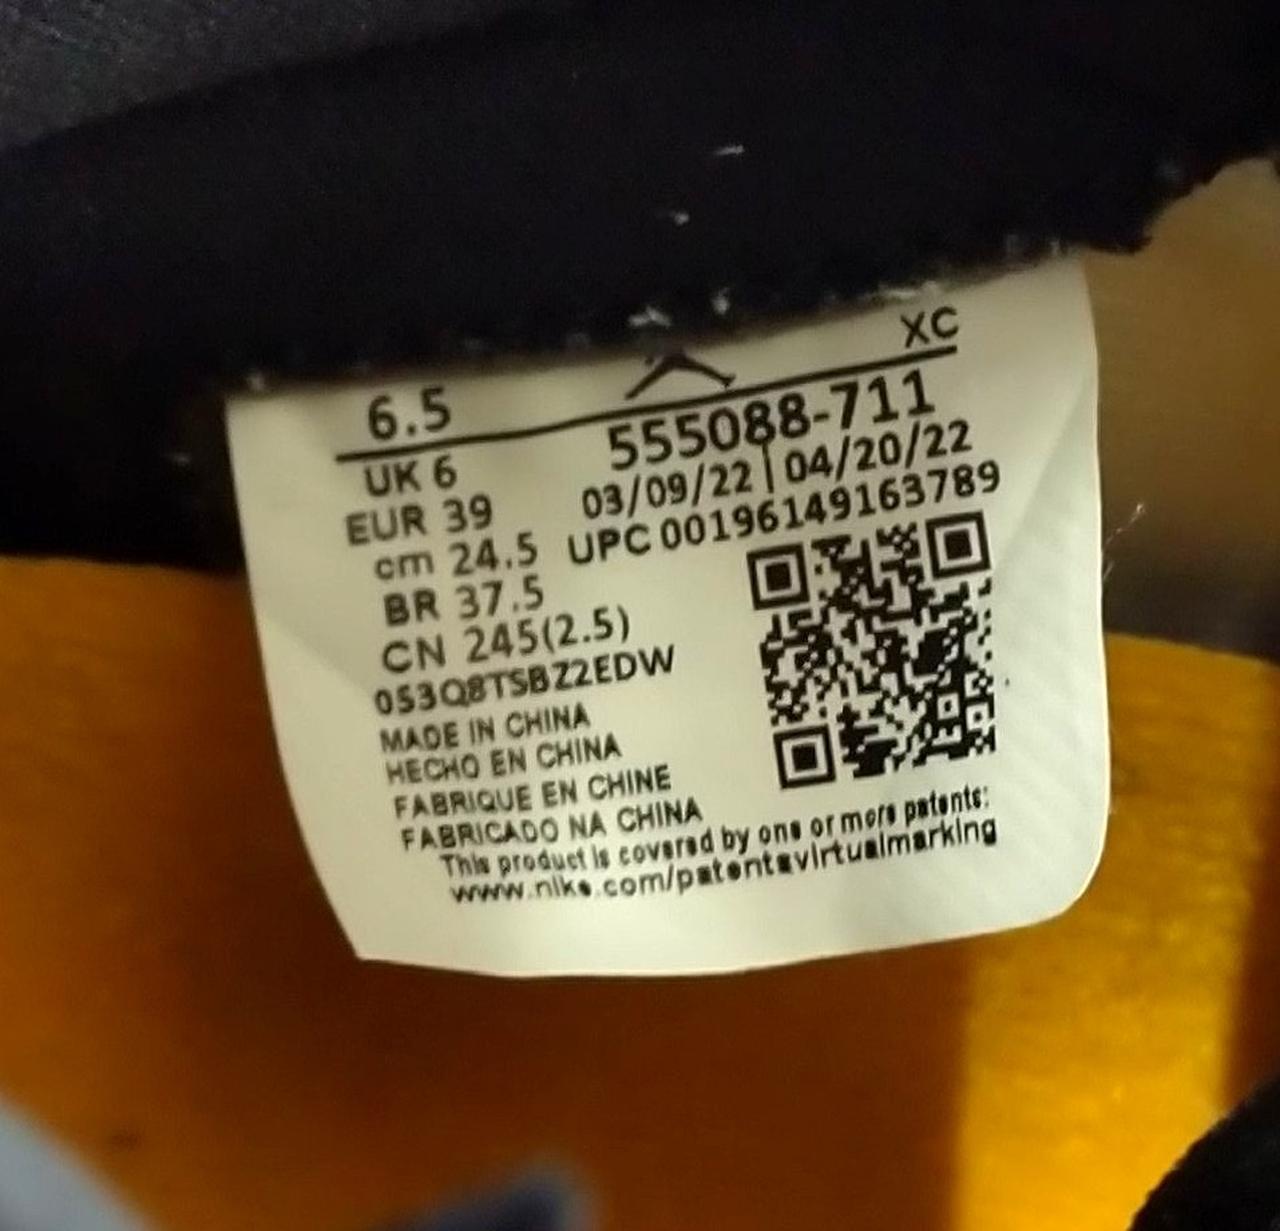 XC
6.5
555088-711
UK 6
03/09/22 | 04/20/22
EUR 39
UPC 00196149163789
cm 24.5
BR 37.5
CN 245(2.5)
053Q8TSBZ2EDW
MADE IN CHINA
HECHO EN CHINA
FABRIQUE EN CHINE
FABRICADO NA CHINA
This product is covered by one or more patents:
www.nike.com/patentsvirtualmarking